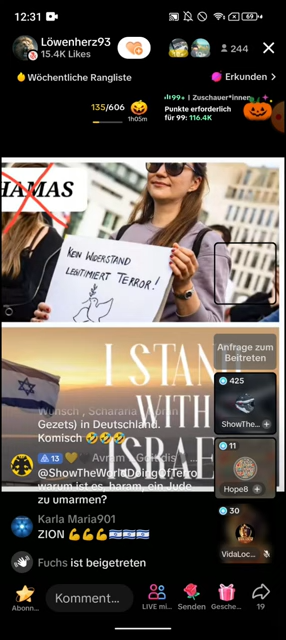 12:31
69
Löwenherz93
15.4K Likes
244
Wöchentliche Rangliste
Erkunden >
135/606
1h05m
99+ | Zuschauer*innen
Punkte erforderlich
für 99: 116.4K
HAMAS
KEIN WIDERSTAND
LEGITIMIERT TERROR!
I STAND
WITH
ISRAEL
Anfrage zum
Beitreten
425
ShowThe... +
11
Hope8 +
30
VidaLoc...
Wunsch , Schararia
Gezets) in Deutschland.
Komisch 🤣🤣🤣
13
@ShowTheWorldDoingOfTerro
warum ist es, haram, ein Jude
zu umarmen?
Karla Maria901
ZION 💪💪💪🇮🇱🇮🇱🇮🇱
Fuchs ist beigetreten
Abonn...
Komment...
LIVE mi...
Senden
Gesche...
19